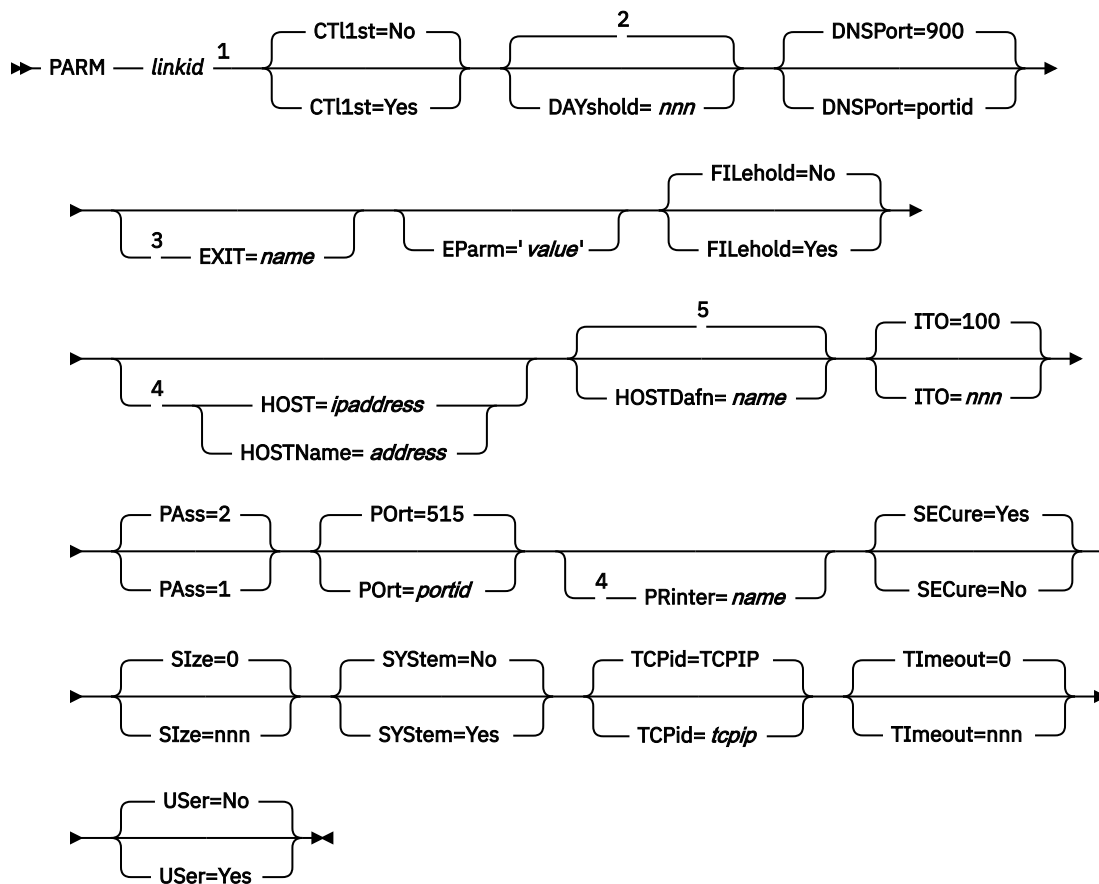 CTl1st=No
2
DNSPort=900
PARM linkid 1
CTl1st=Yes
DAYshold= nnn
DNSPort=portid
FILehold=No
3
EXIT= name
EParm=' value'
FILehold=Yes
5
ITO=100
4
HOST= ipaddress
HOSTDafn= name
ITO= nnn
HOSTName= address
PAss=2
POrt=515
SECure=Yes
PAss=1
POrt= portid
4
PRinter= name
SECure=No
SIze=0
SYStem=No
TCPid=TCPIP
TImeout=0
SIze=nnn
SYStem=Yes
TCPid= tcpip
TImeout=nnn
USer=No
USer=Yes